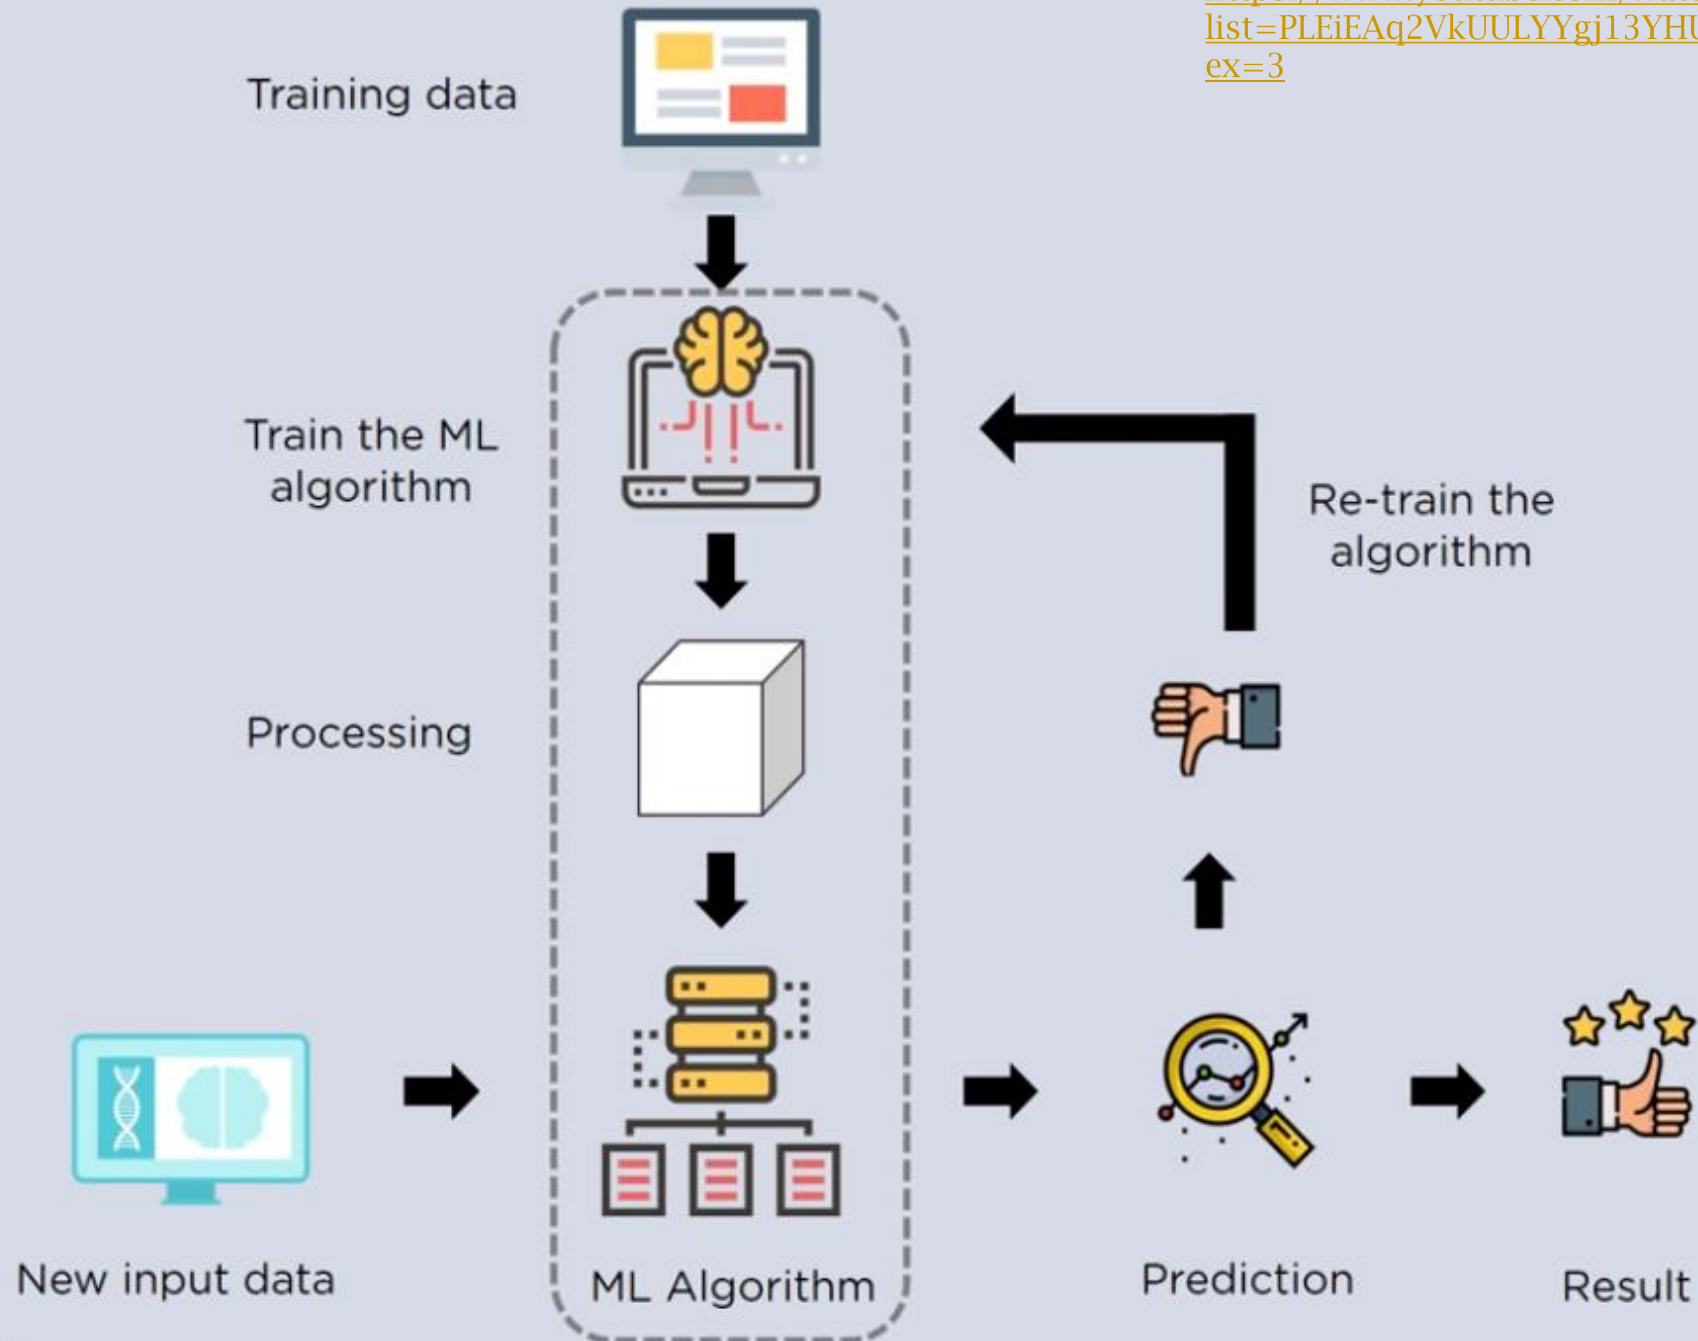 list=PLEiEAq2VkUULYYgj13YHU
ex=3
Training data
Train the ML
algorithm
Re-train the
algorithm
Processing
New input data
ML Algorithm
Prediction
Result